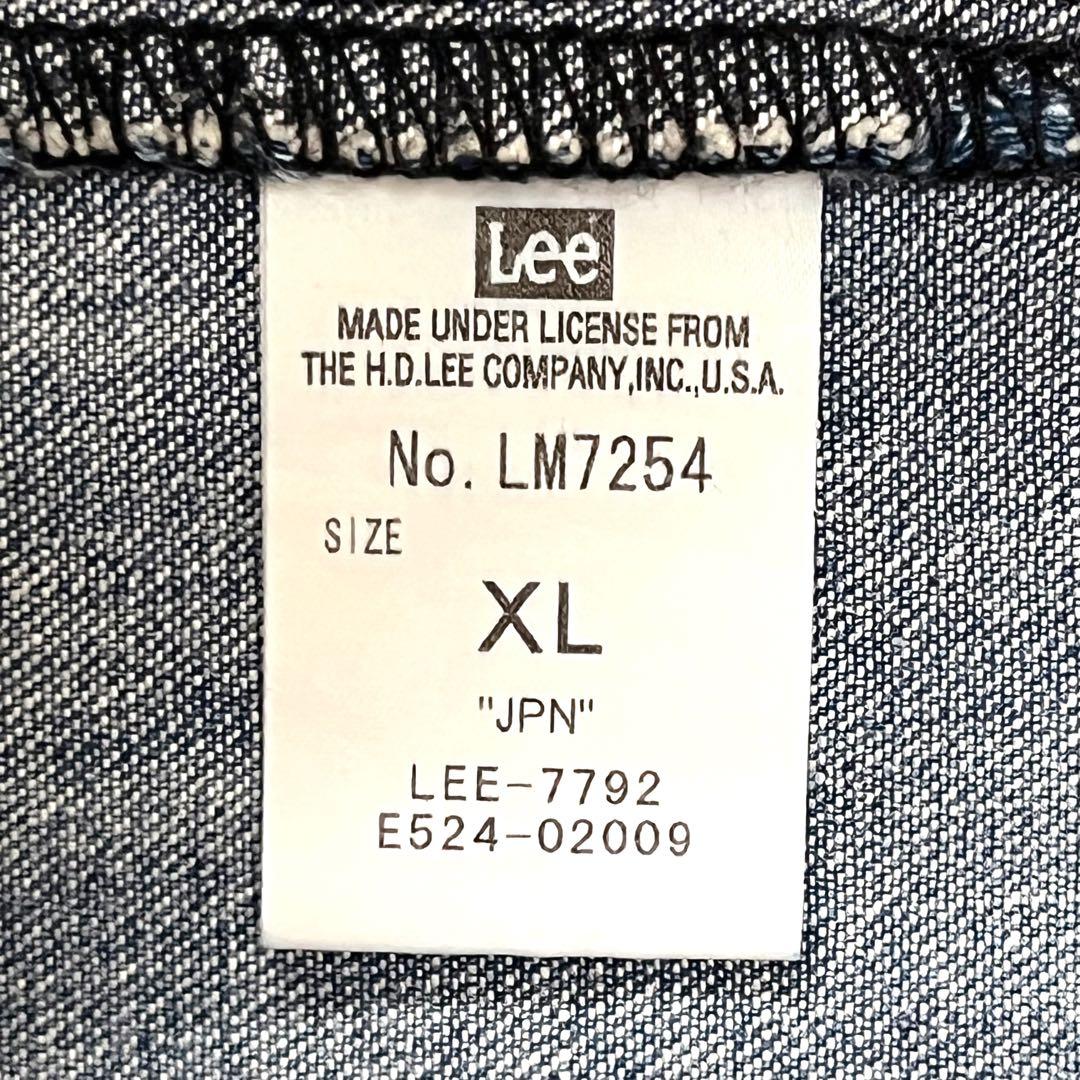 Lee
MADE UNDER LICENSE FROM
THE H.D.LEE COMPANY,INC.,U.S.A.
No. LM7254
SIZE
XL
"JPN"
LEE-7792
E524-02009